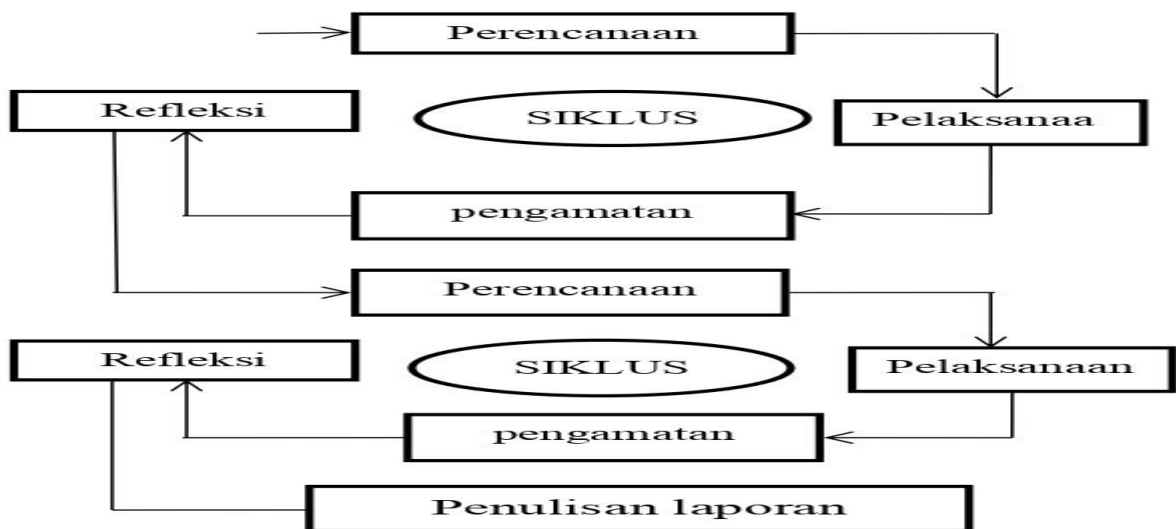 Perencanaan
Refleksi
SIKLUS
Pelaksanaa
pengamatan
Perencanaan
Refleksi
SIKLUS
Pelaksanaan
pengamatan
Penulisan laporan